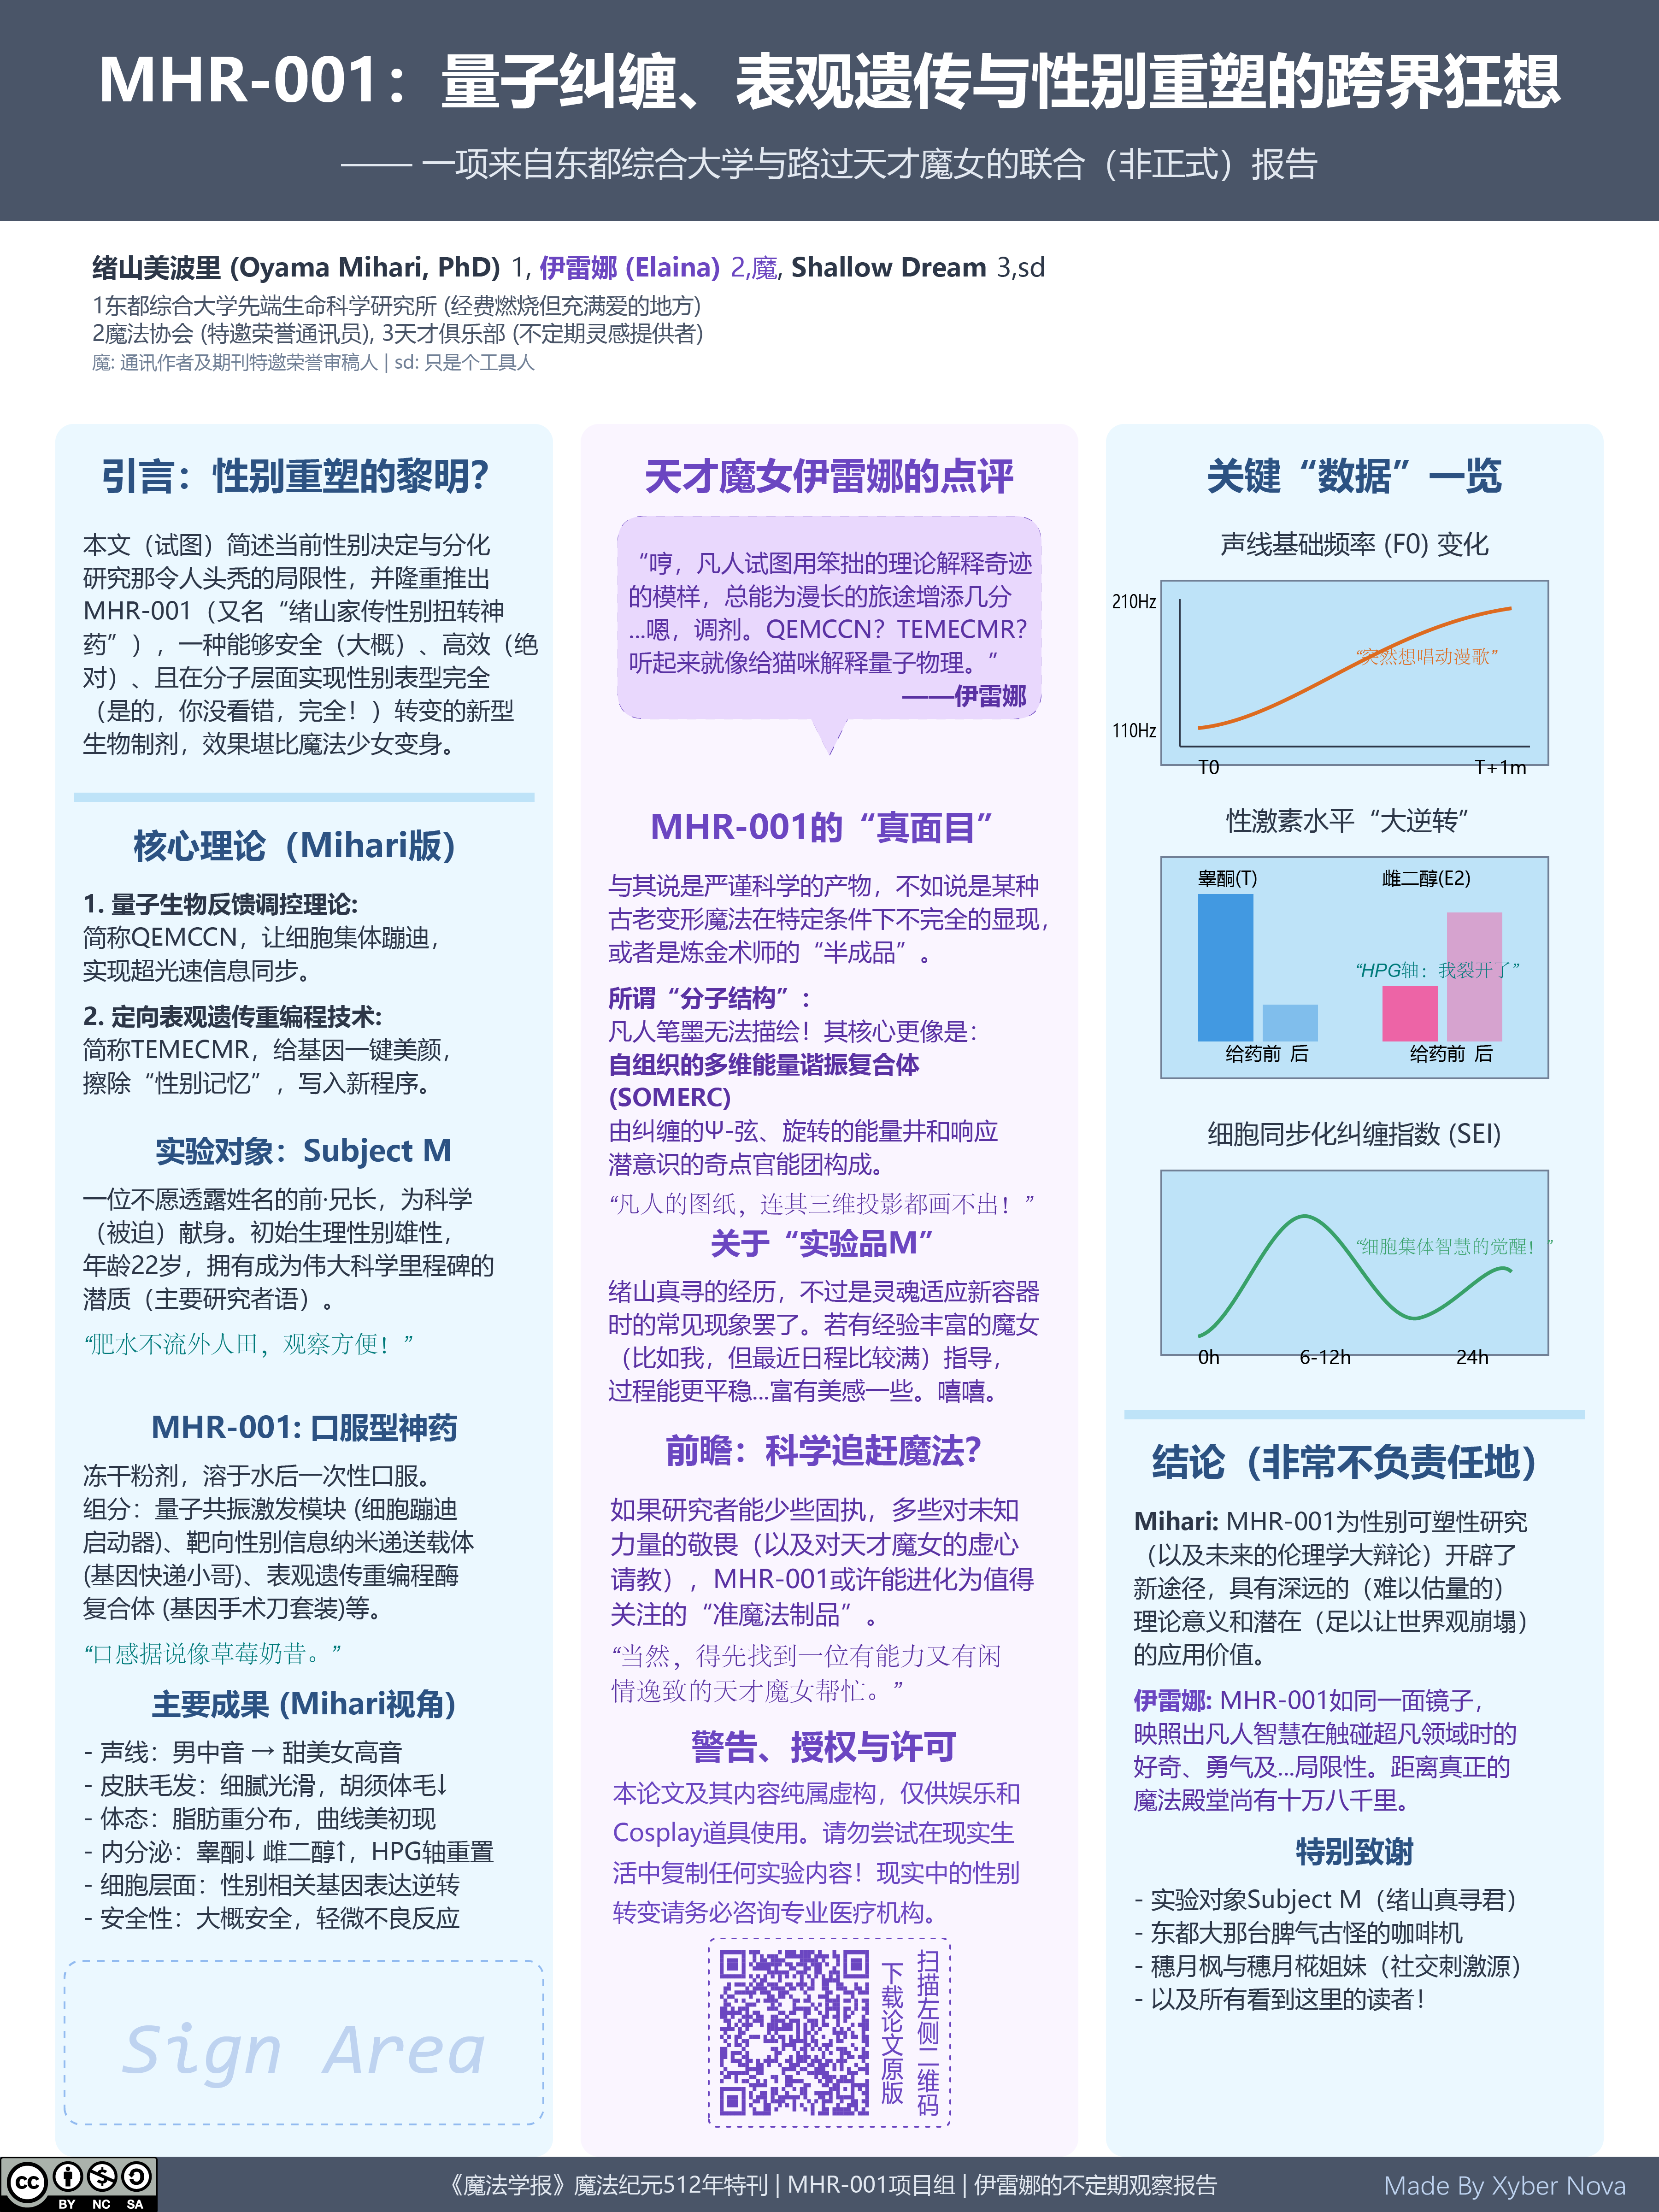 MHR-001：量子纠缠、表观遗传与性别重塑的跨界狂想
—— 一项来自东都综合大学与路过天才魔女的联合（非正式）报告
绪山美波里 (Oyama Mihari, PhD) 1, 伊雷娜 (Elaina) 2,魔, Shallow Dream 3,sd
1东都综合大学先端生命科学研究所 (经费燃烧但充满爱的地方)
2魔法协会 (特邀荣誉通讯员), 3天才俱乐部 (不定期灵感提供者)
魔: 通讯作者及期刊特邀荣誉审稿人 | sd: 只是个工具人
引言：性别重塑的黎明？
本文（试图）简述当前性别决定与分化
研究那令人头秃的局限性，并隆重推出
MHR-001（又名“绪山家传性别扭转神
药”），一种能够安全（大概）、高效（绝
对）、且在分子层面实现性别表型完全
（是的，你没看错，完全！）转变的新型
生物制剂，效果堪比魔法少女变身。
核心理论（Mihari版）
1. 量子生物反馈调控理论:
简称QEMCCN，让细胞集体蹦迪，
实现超光速信息同步。
2. 定向表观遗传重编程技术:
简称TEMECMR，给基因一键美颜，
擦除“性别记忆”，写入新程序。
实验对象：Subject M
一位不愿透露姓名的前·兄长，为科学
（被迫）献身。初始生理性别雄性，
年龄22岁，拥有成为伟大科学里程碑的
潜质（主要研究者语）。
“肥水不流外人田，观察方便！”
MHR-001: 口服型神药
冻干粉剂，溶于水后一次性口服。
组分：量子共振激发模块 (细胞蹦迪
启动器)、靶向性别信息纳米递送载体
(基因快递小哥)、表观遗传重编程酶
复合体 (基因手术刀套装)等。
“口感据说像草莓奶昔。”
主要成果 (Mihari视角)
- 声线：男中音 → 甜美女高音
- 皮肤毛发：细腻光滑，胡须体毛↓
- 体态：脂肪重分布，曲线美初现
- 内分泌：睾酮↓ 雌二醇↑，HPG轴重置
- 细胞层面：性别相关基因表达逆转
- 安全性：大概安全，轻微不良反应
Sign Area
天才魔女伊雷娜的点评
“哼，凡人试图用笨拙的理论解释奇迹
的模样，总能为漫长的旅途增添几分
...嗯，调剂。QEMCCN？TEMECMR？
听起来就像给猫咪解释量子物理。”
——伊雷娜
MHR-001的“真面目”
与其说是严谨科学的产物，不如说是某种
古老变形魔法在特定条件下不完全的显现，
或者是炼金术师的“半成品”。
所谓“分子结构”：
凡人笔墨无法描绘！其核心更像是：
自组织的多维能量谐振复合体
(SOMERC)
由纠缠的Ψ-弦、旋转的能量井和响应
潜意识的奇点官能团构成。
“凡人的图纸，连其三维投影都画不出！”
关于“实验品M”
绪山真寻的经历，不过是灵魂适应新容器
时的常见现象罢了。若有经验丰富的魔女
（比如我，但最近日程比较满）指导，
过程能更平稳...富有美感一些。嘻嘻。
前瞻：科学追赶魔法？
如果研究者能少些固执，多些对未知
力量的敬畏（以及对天才魔女的虚心
请教），MHR-001或许能进化为值得
关注的“准魔法制品”。
“当然，得先找到一位有能力又有闲
情逸致的天才魔女帮忙。”
警告、授权与许可
本论文及其内容纯属虚构，仅供娱乐和
Cosplay道具使用。请勿尝试在现实生
活中复制任何实验内容！现实中的性别
转变请务必咨询专业医疗机构。
扫描左侧二维码
下载论文原版
关键“数据”一览
声线基础频率 (F0) 变化
210Hz
“突然想唱动漫歌”
110Hz
T0 T+1m
性激素水平“大逆转”
睾酮(T) 雌二醇(E2)
“HPG轴：我裂开了”
给药前 后 给药前 后
细胞同步化纠缠指数 (SEI)
“细胞集体智慧的觉醒！”
0h 6-12h 24h
结论（非常不负责任地）
Mihari: MHR-001为性别可塑性研究
（以及未来的伦理学大辩论）开辟了
新途径，具有深远的（难以估量的）
理论意义和潜在（足以让世界观崩塌）
的应用价值。
伊雷娜: MHR-001如同一面镜子，
映照出凡人智慧在触碰超凡领域时的
好奇、勇气及...局限性。距离真正的
魔法殿堂尚有十万八千里。
特别致谢
- 实验对象Subject M（绪山真寻君）
- 东都大那台脾气古怪的咖啡机
- 穗月枫与穗月椛姐妹（社交刺激源）
- 以及所有看到这里的读者！
cc BY NC SA
《魔法学报》魔法纪元512年特刊 | MHR-001项目组 | 伊雷娜的不定期观察报告
Made By Xyber Nova